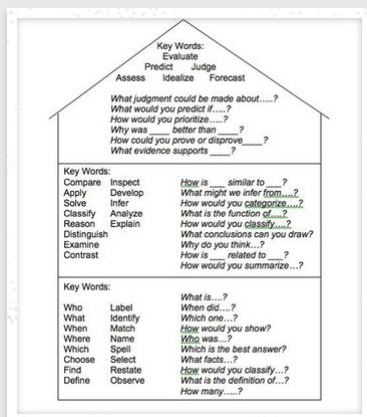 Key Words:
Evaluate
Predict Judge
Assess Idealize Forecast
What judgment could be made about.....?
What would you predict if.....?
How would you prioritize.....?
Why was ____ better than ____?
How could you prove or disprove____?
What evidence supports ____?
Key Words:
Compare Inspect How is ___ similar to ___?
Apply Develop What might we infer from....?
Solve Infer How would you categorize....?
Classify Analyze What is the function of....?
Reason Explain How would you classify....?
Distinguish What conclusions can you draw?
Examine Why do you think...?
Contrast How is ___ related to ___?
How would you summarize...?
Key Words:
What is....?
Who Label When did....?
What Identify Which one...?
When Match How would you show?
Where Name Who was...?
Which Spell Which is the best answer?
Choose Select What facts...?
Find Restate How would you classify...?
Define Observe What is the definition of...?
How many.....?